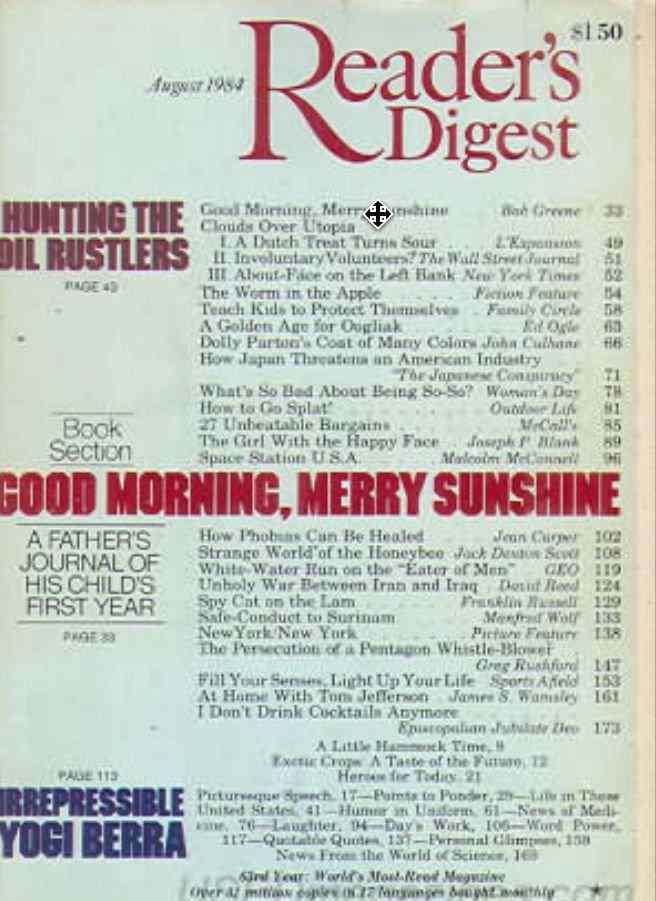 $1.50
August 1984
Reader's
Digest
HUNTING THE
OIL RUSTLERS
PAGE 43
Good Morning, Merry Sunshine Bob Greene 33
Clouds Over Utopia
I. A Dutch Treat Turns Sour L'Expansion 49
II. Involuntary Volunteers? The Wall Street Journal 51
III. About-Face on the Left Bank New York Times 52
The Worm in the Apple Fiction Feature 54
Teach Kids to Protect Themselves Family Circle 58
A Golden Age for Oogliak Ed Ogle 63
Dolly Parton's Coat of Many Colors John Culhane 66
How Japan Threatens an American Industry
"The Japanese Conspiracy" 71
What's So Bad About Being So-So? Woman's Day 78
How to Go Splat! Outdoor Life 81
27 Unbeatable Bargains McCall's 85
The Girl With the Happy Face Joseph P. Blank 89
Space Station U.S.A. Malcolm McConnell 96
Book
Section
GOOD MORNING, MERRY SUNSHINE
A FATHER'S
JOURNAL OF
HIS CHILD'S
FIRST YEAR
PAGE 33
How Phobias Can Be Healed Jean Carper 102
Strange World of the Honeybee Jack Denton Scott 108
White-Water Run on the "Eater of Men" GEO 119
Unholy War Between Iran and Iraq David Reed 124
Spy Cat on the Lam Franklin Russell 129
Safe-Conduct to Surinam Manfred Wolf 133
New York/New York Picture Feature 138
The Persecution of a Pentagon Whistle-Blower
Greg Rushford 147
Fill Your Senses, Light Up Your Life Sports Afield 153
At Home With Tom Jefferson James S. Wamsley 161
I Don't Drink Cocktails Anymore
Episcopalian Jubilate Deo 173
A Little Hammock Time, 9
Exotic Crops: A Taste of the Future, 12
Heroes for Today, 21
PAGE 113
IRREPRESSIBLE
YOGI BERRA
Picturesque Speech, 17—Points to Ponder, 29—Life in These
United States, 41—Humor in Uniform, 61—News of Medi-
cine, 76—Laughter, 94—Day's Work, 106—Word Power,
117—Quotable Quotes, 137—Personal Glimpses, 159
News From the World of Science, 169
63rd Year: World's Most-Read Magazine
Over 31 million copies in 17 languages bought monthly